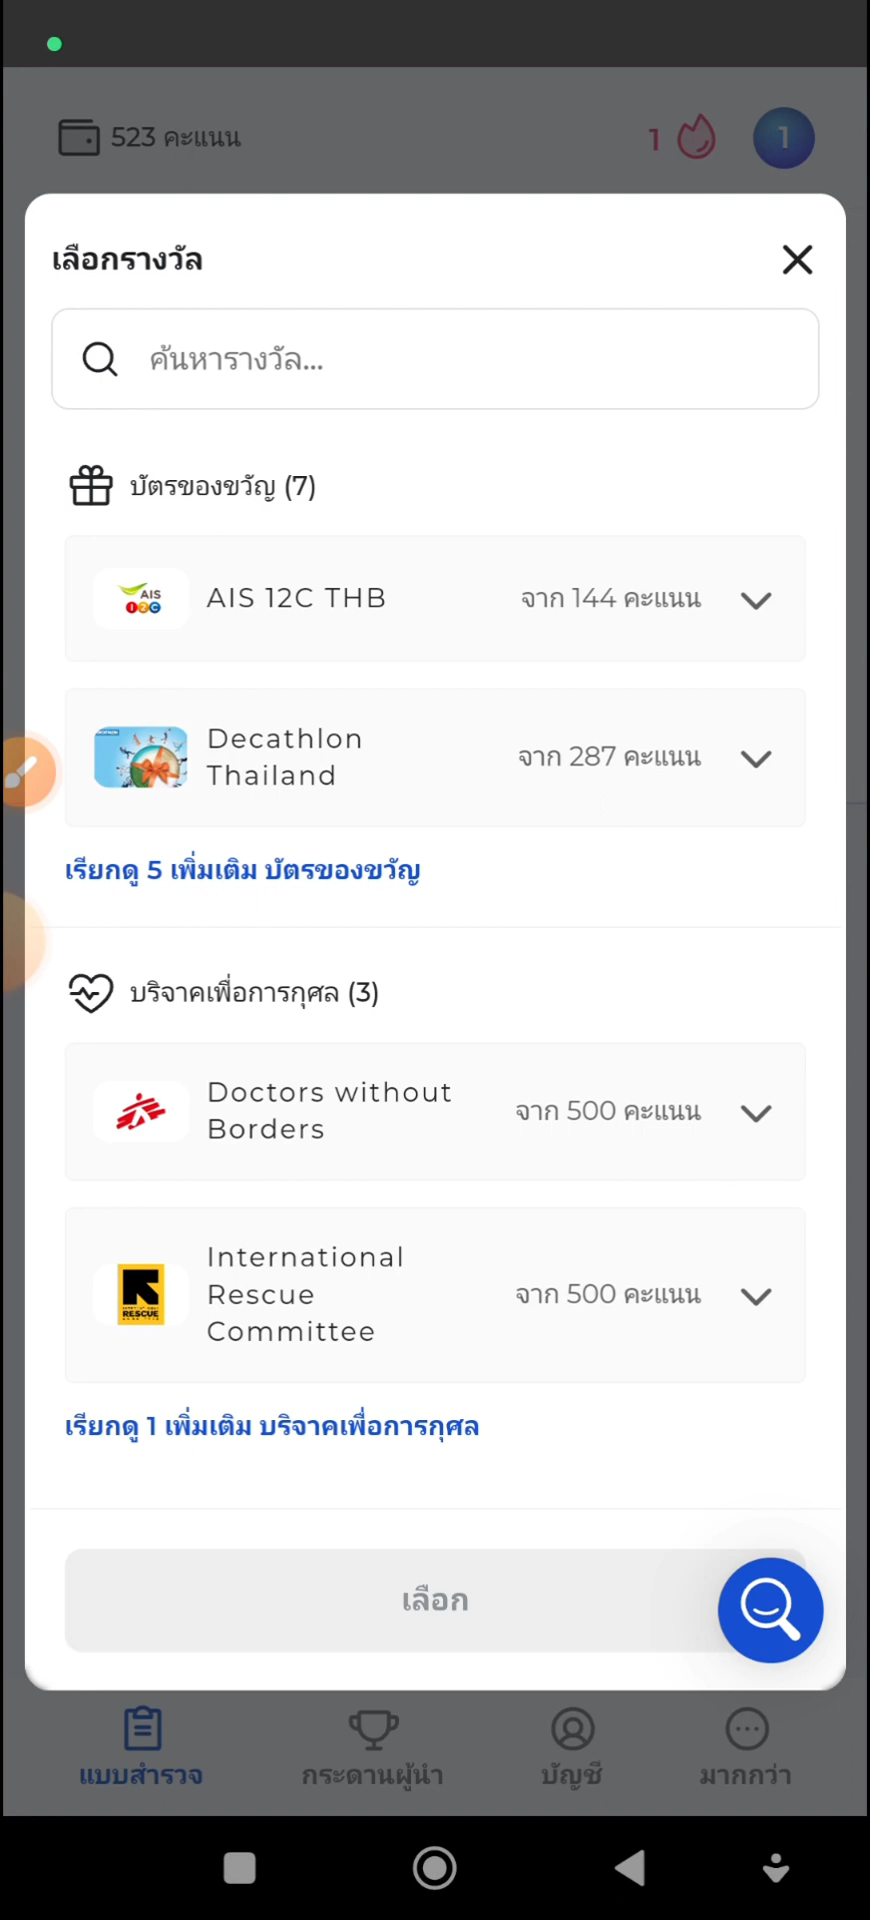 523 คะแนน
1
1
เลือกรางวัล
ค้นหารางวัล...
บัตรของขวัญ (7)
AIS
12C
AIS 12C THB
จาก 144 คะแนน
DECATHLON
Decathlon
Thailand
จาก 287 คะแนน
เรียกดู 5 เพิ่มเติม บัตรของขวัญ
บริจาคเพื่อการกุศล (3)
Doctors without
Borders
จาก 500 คะแนน
RESCUE
International
Rescue
Committee
จาก 500 คะแนน
เรียกดู 1 เพิ่มเติม บริจาคเพื่อการกุศล
เลือก
แบบสำรวจ
กระดานผู้นำ
บัญชี
มากกว่า